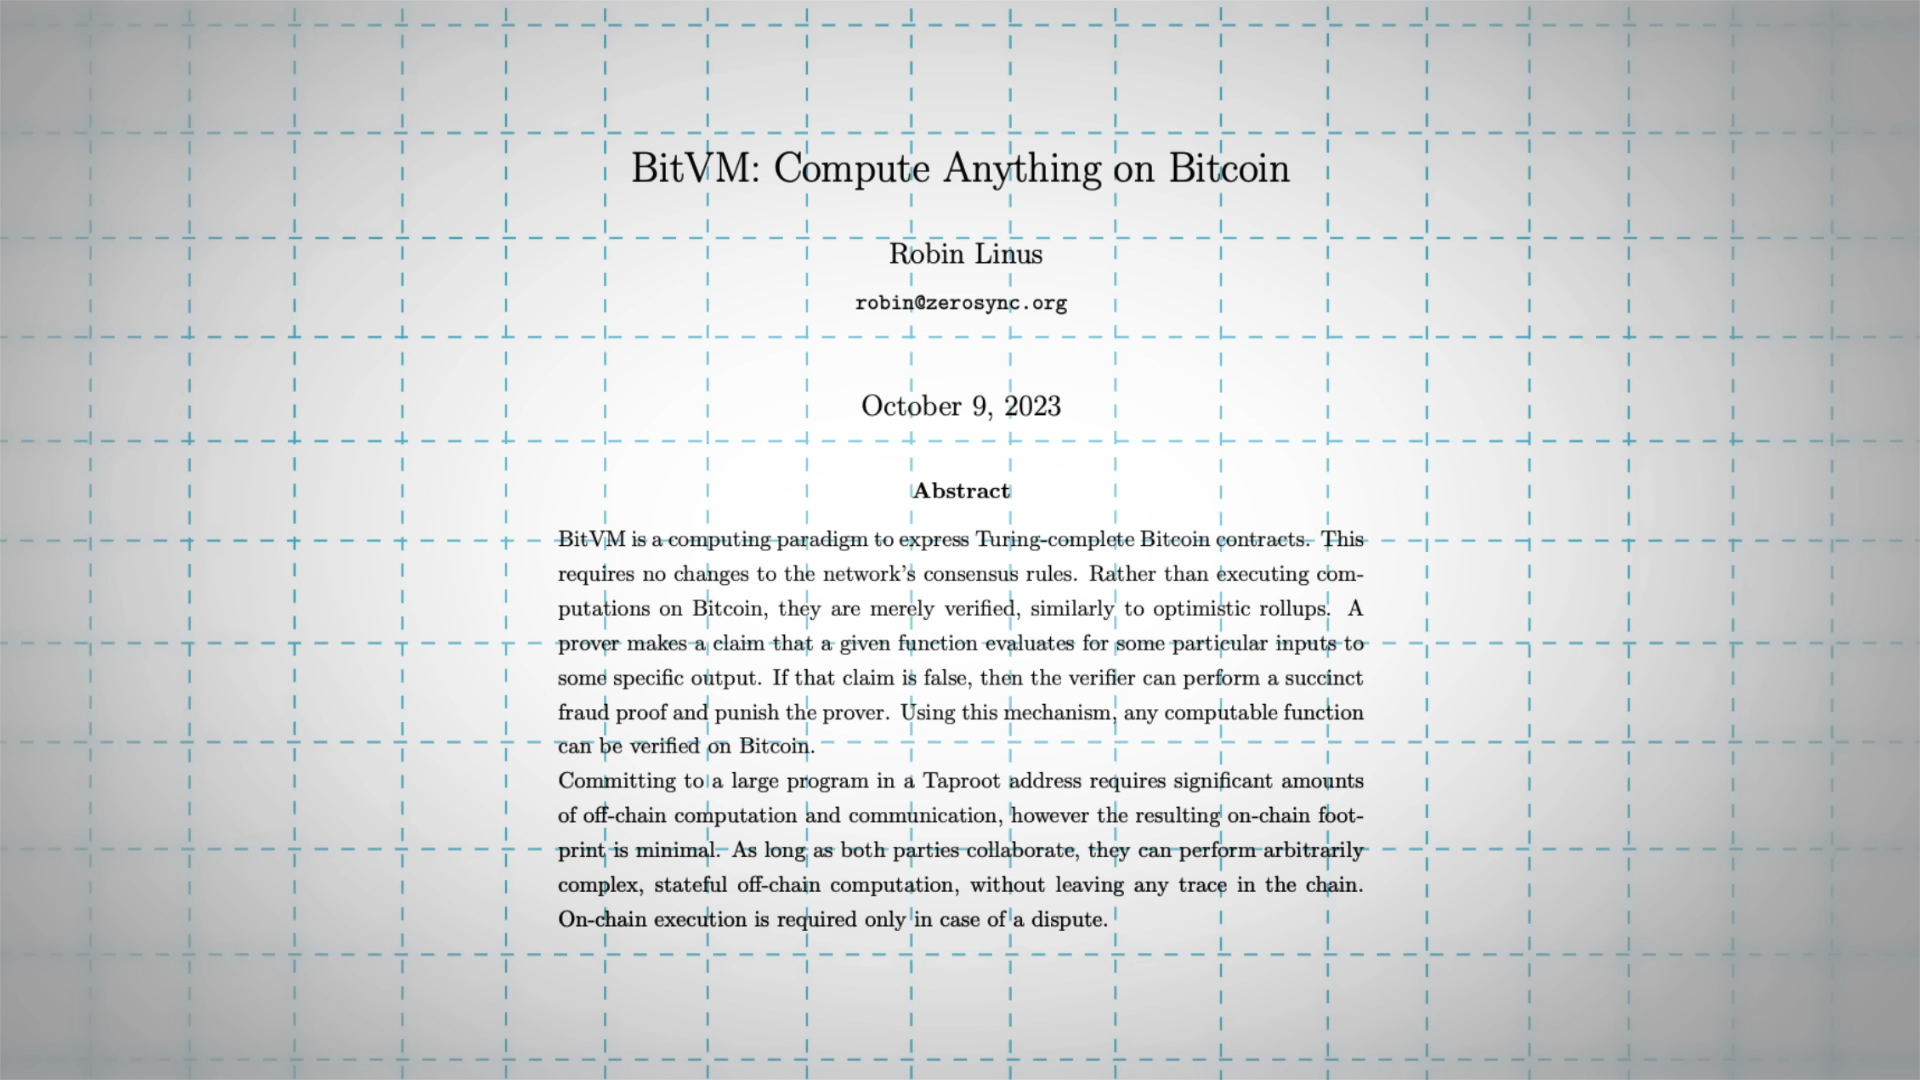 BitVM: Compute Anything on Bitcoin
Robin Linus
robin@zerosync.org
October 9, 2023
Abstract
BitVM is a computing paradigm to express Turing-complete Bitcoin contracts. This
requires no changes to the network's consensus rules. Rather than executing com-
putations on Bitcoin, they are merely verified, similarly to optimistic rollups. A
prover makes a claim that a given function evaluates for some particular inputs to
some specific output. If that claim is false, then the verifier can perform a succinct
fraud proof and punish the prover. Using this mechanism, any computable function
can be verified on Bitcoin.
Committing to a large program in a Taproot address requires significant amounts
of off-chain computation and communication, however the resulting on-chain foot-
print is minimal. As long as both parties collaborate, they can perform arbitrarily
complex, stateful off-chain computation, without leaving any trace in the chain.
On-chain execution is required only in case of a dispute.